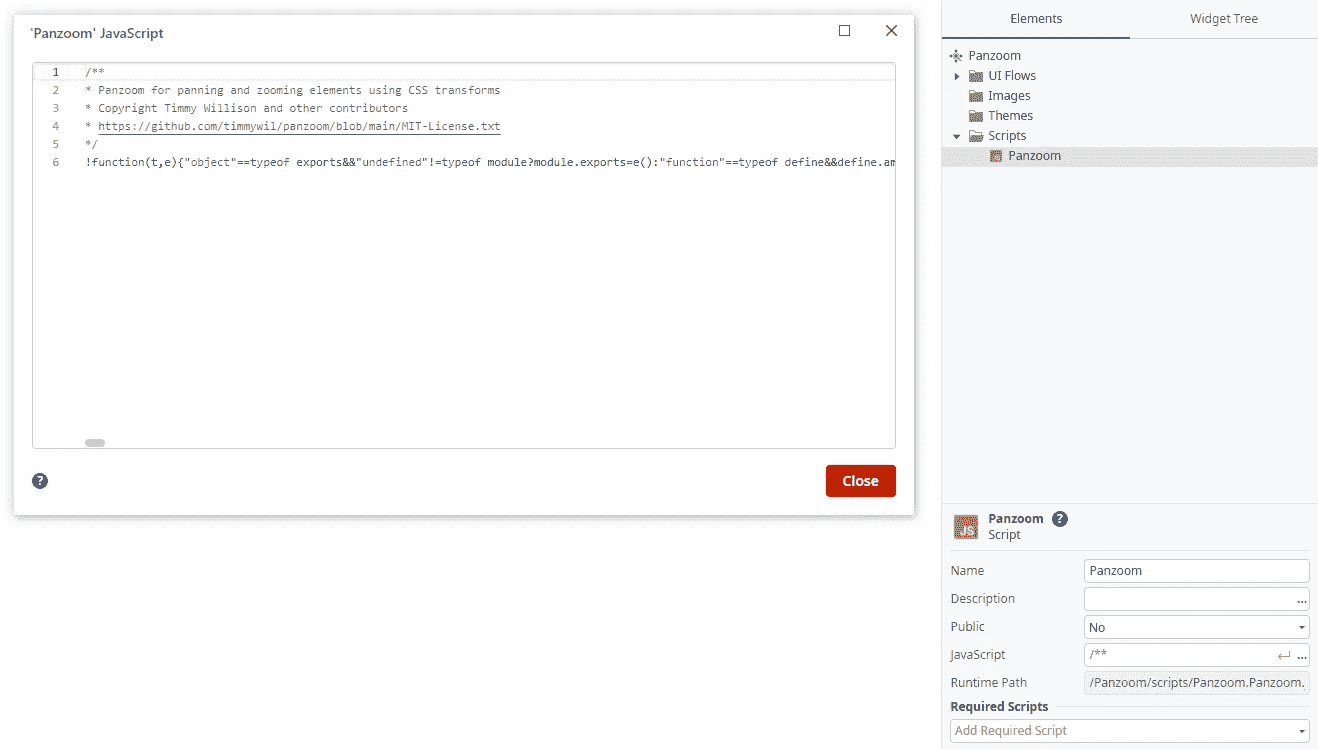 'Panzoom' JavaScript
1 /**
2 * Panzoom for panning and zooming elements using CSS transforms
3 * Copyright Timmy Willison and other contributors
4 * https://github.com/timmywil/panzoom/blob/main/MIT-License.txt
5 */
6 !function(t,e){"object"==typeof exports&&"undefined"!=typeof module?module.exports=e():"function"==typeof define&&define.am
?
Close
Elements Widget Tree
Panzoom
UI Flows
Images
Themes
Scripts
Panzoom
JS
Panzoom ?
Script
Name Panzoom
Description ...
Public No
JavaScript /** ...
Runtime Path /Panzoom/scripts/Panzoom.Panzoom.
Required Scripts
Add Required Script